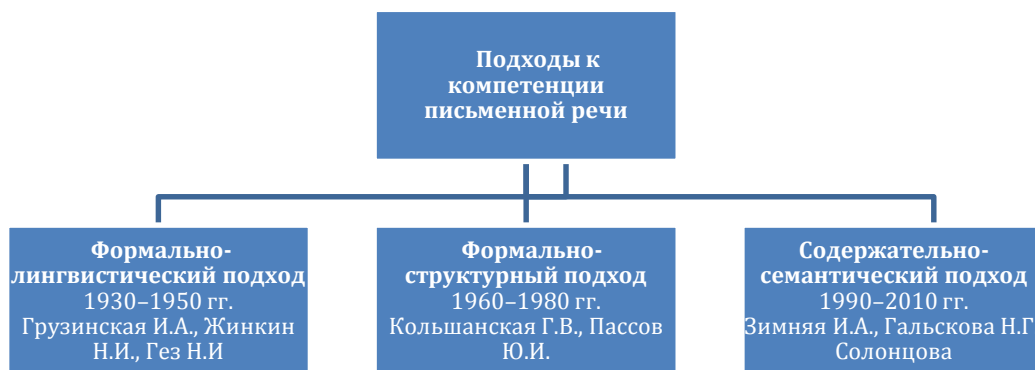 Подходы к
компетенции
письменной речи
Формально-
лингвистический подход
1930–1950 гг.
Грузинская И.А., Жинкин
Н.И., Гез Н.И
Формально-
структурный подход
1960–1980 гг.
Кольшанская Г.В., Пассов
Ю.И.
Содержательно-
семантический подход
1990–2010 гг.
Зимняя И.А., Гальскова Н.Г
Солонцова